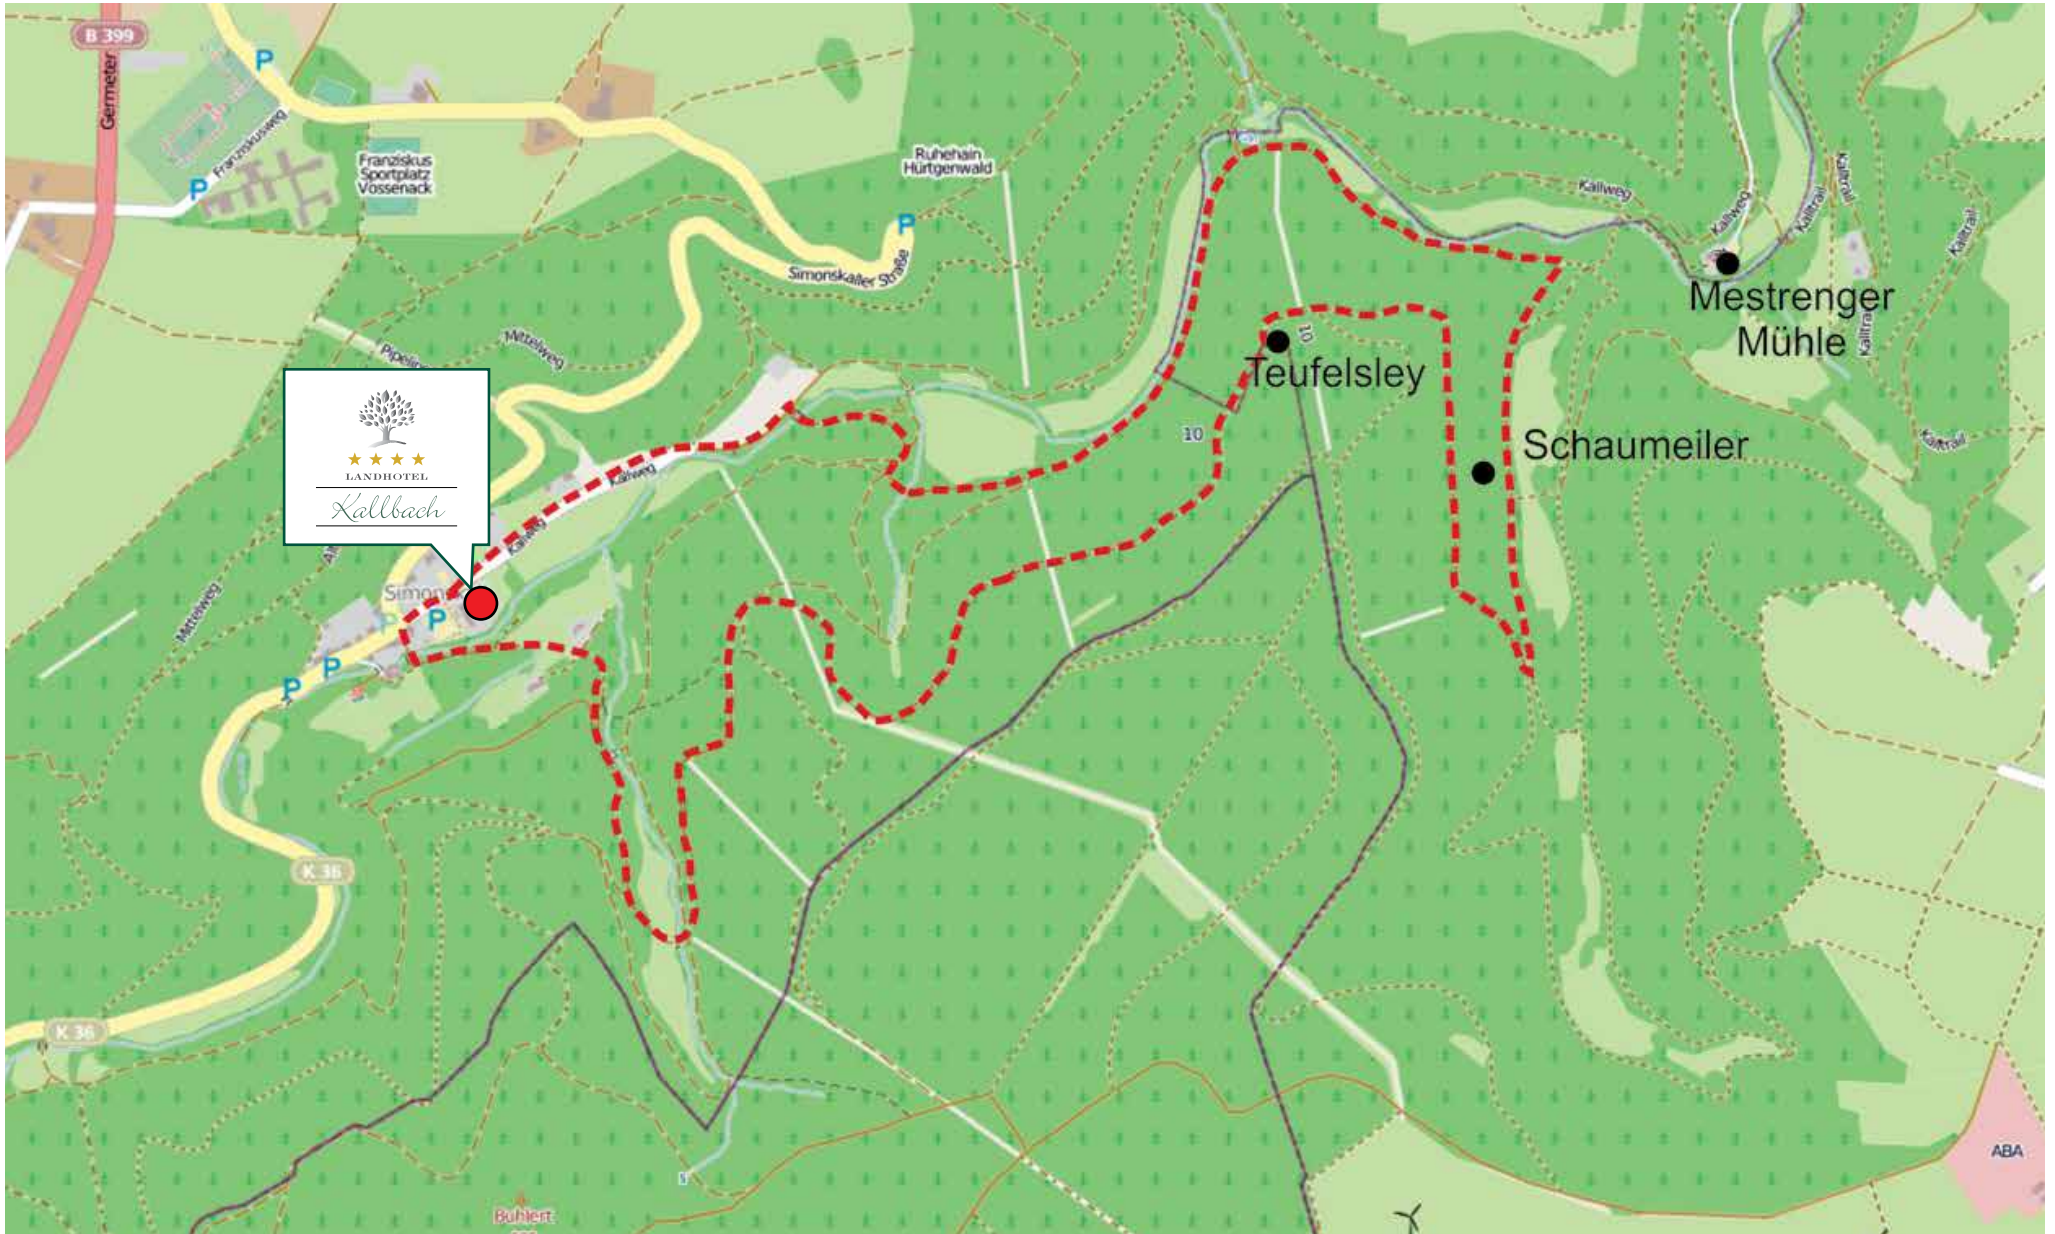 B 399
Germeter
P
Franziskusweg
P
Franziskus
Sportplatz
Vossenack
Ruhehain
Hürtgenwald
P
Simonskaller Straße
Mittelweg
Kallweg
Kallweg
Kalltrail
Kalltrail
Kalltrail
Mestrenger
Mühle
Kalltrail
Kalltrail
10
Teufelsley
10
Schaumeiler
LANDHOTEL
Kallbach
Kallweg
Kallweg
Mittelweg
P
P
P
P
K 36
K 36
Buhlert
ABA